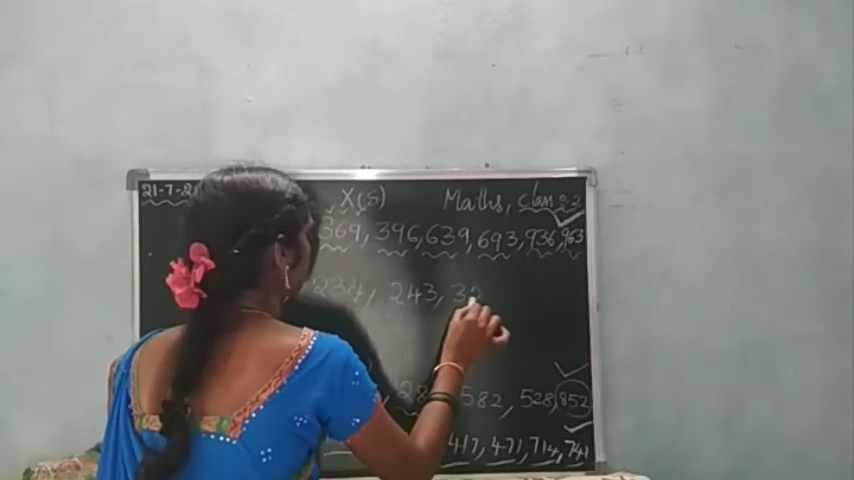 21-7-2 X(S) Maths, class-2
369, 396, 639, 693, 936, 963
234, 243, 32
28 582, 528, 852
417, 471, 714, 741